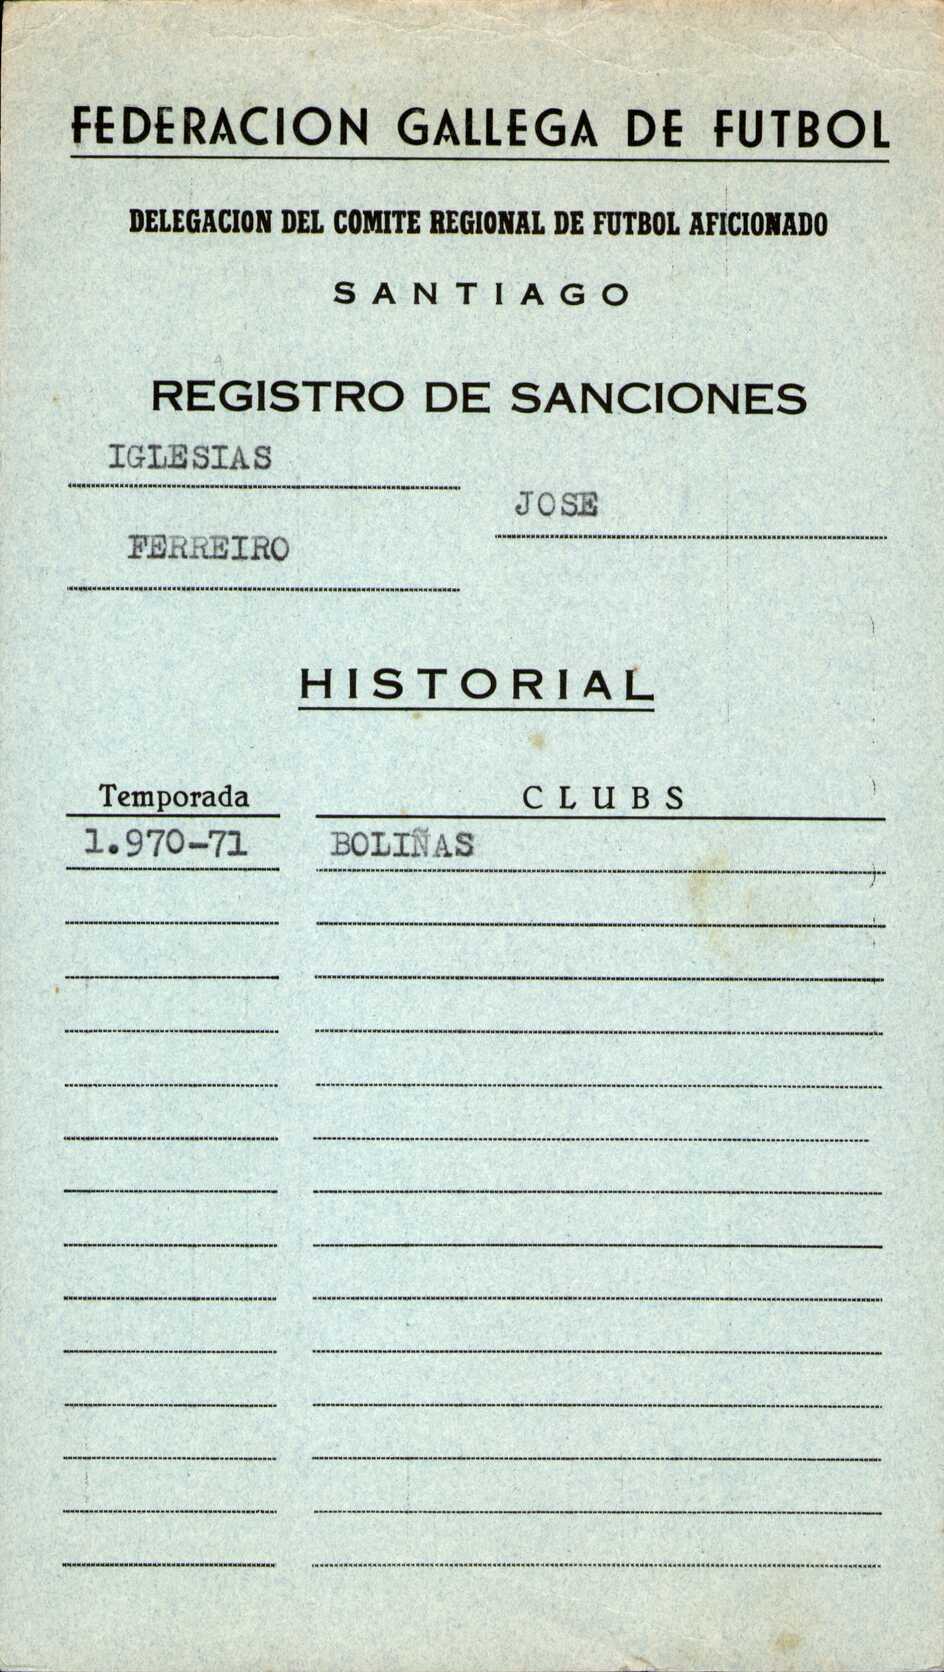 FEDERACION GALLEGA DE FUTBOL
DELEGACION DEL COMITE REGIONAL DE FUTBOL AFICIONADO
SANTIAGO
REGISTRO DE SANCIONES
IGLESIAS
JOSE
FERREIRO
HISTORIAL
Temporada CLUBS
1.970-71 BOLIÑAS